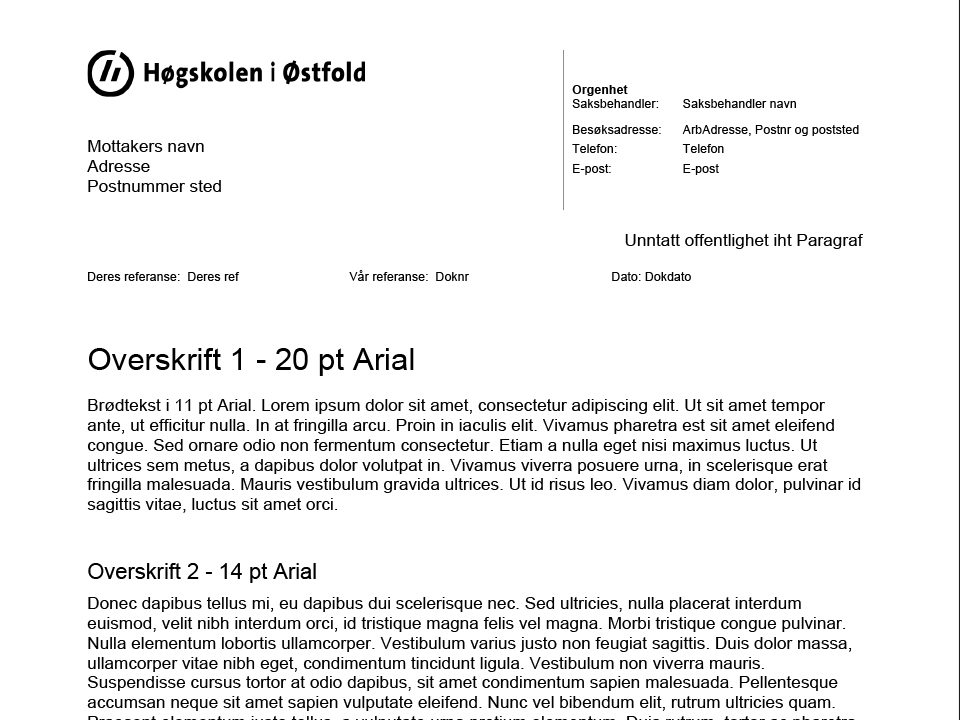 Høgskolen i Østfold
Orgenhet
Saksbehandler: Saksbehandler navn
Besøksadresse: ArbAdresse, Postnr og poststed
Telefon: Telefon
E-post: E-post
Mottakers navn
Adresse
Postnummer sted
Unntatt offentlighet iht Paragraf
Deres referanse: Deres ref Vår referanse: Doknr Dato: Dokdato
Overskrift 1 - 20 pt Arial
Brødtekst i 11 pt Arial. Lorem ipsum dolor sit amet, consectetur adipiscing elit. Ut sit amet tempor
ante, ut efficitur nulla. In at fringilla arcu. Proin in iaculis elit. Vivamus pharetra est sit amet eleifend
congue. Sed ornare odio non fermentum consectetur. Etiam a nulla eget nisi maximus luctus. Ut
ultrices sem metus, a dapibus dolor volutpat in. Vivamus viverra posuere urna, in scelerisque erat
fringilla malesuada. Mauris vestibulum gravida ultrices. Ut id risus leo. Vivamus diam dolor, pulvinar id
sagittis vitae, luctus sit amet orci.
Overskrift 2 - 14 pt Arial
Donec dapibus tellus mi, eu dapibus dui scelerisque nec. Sed ultricies, nulla placerat interdum
euismod, velit nibh interdum orci, id tristique magna felis vel magna. Morbi tristique congue pulvinar.
Nulla elementum lobortis ullamcorper. Vestibulum varius justo non feugiat sagittis. Duis dolor massa,
ullamcorper vitae nibh eget, condimentum tincidunt ligula. Vestibulum non viverra mauris.
Suspendisse cursus tortor at odio dapibus, sit amet condimentum sapien malesuada. Pellentesque
accumsan neque sit amet sapien vulputate eleifend. Nunc vel bibendum elit, rutrum ultricies quam.